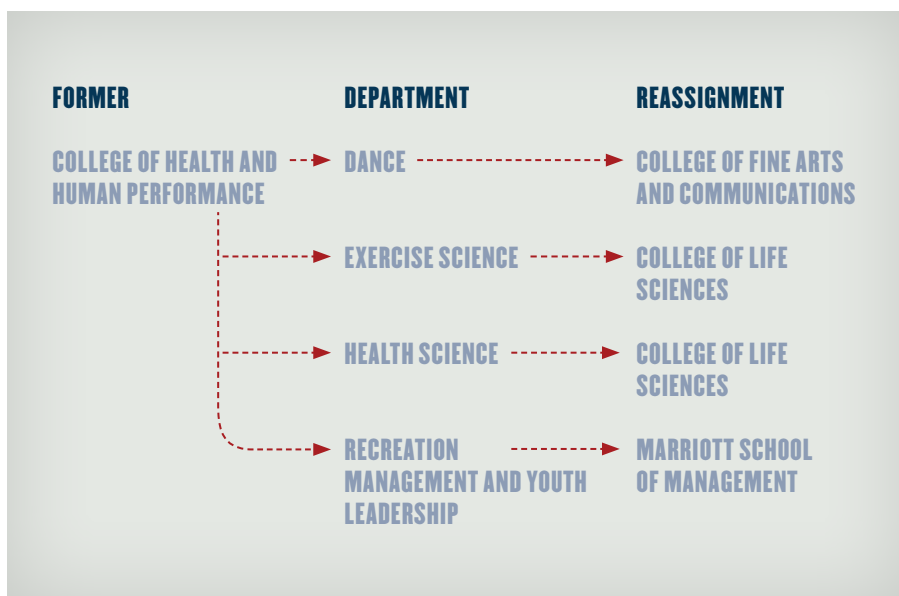 FORMER DEPARTMENT REASSIGNMENT
COLLEGE OF HEALTH AND
HUMAN PERFORMANCE
DANCE
COLLEGE OF FINE ARTS
AND COMMUNICATIONS
EXERCISE SCIENCE
COLLEGE OF LIFE
SCIENCES
HEALTH SCIENCE
COLLEGE OF LIFE
SCIENCES
RECREATION
MANAGEMENT AND YOUTH
LEADERSHIP
MARRIOTT SCHOOL
OF MANAGEMENT